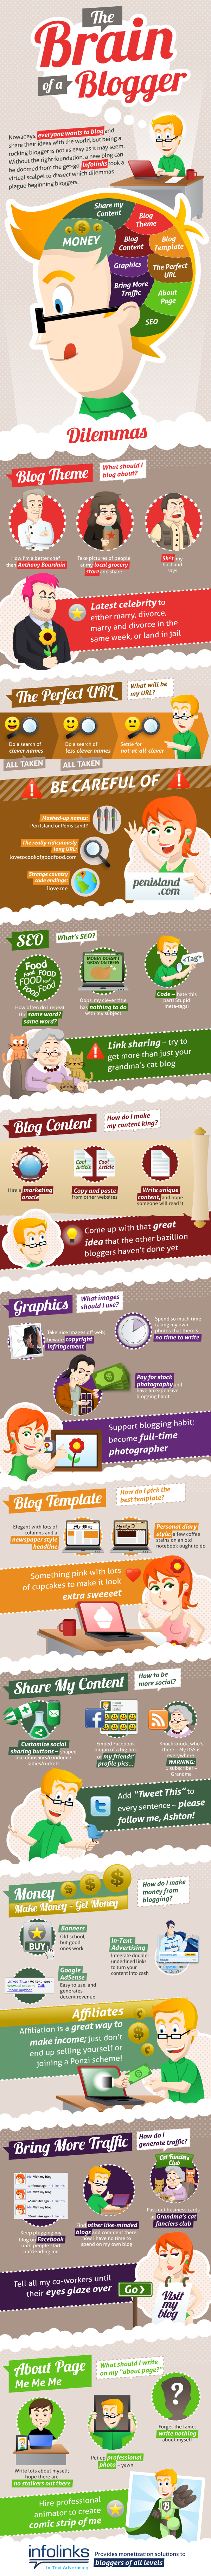 The
Brain
of a
Blogger
Nowadays, everyone wants to blog and
share their ideas with the world, but being a
rocking blogger is not as easy as it may seem.
Without the right foundation, a new blog can
be doomed from the get-go. Infolinks took a
virtual scalpel to dissect which dilemmas
plague beginning bloggers.
Share my
Content
Blog
Theme
MONEY
Blog
Content
Blog
Template
Graphics
The Perfect
URL
Bring More
Traffic
About
Page
SEO
Dilemmas
Blog Theme
What should I
blog about?
How I'm a better chef
than Anthony Bourdain
Take pictures of people
at my local grocery
store and share
Sh*t my
husband
says
Latest celebrity to
either marry, divorce,
marry and divorce in the
same week, or land in jail
The Perfect URL
What will be
my URL?
Do a search of
clever names
Do a search of
less clever names
Settle for
not-at-all-clever
ALL TAKEN
ALL TAKEN
BE CAREFUL OF
Mashed-up names:
Pen Island or Penis Land?
The really ridiculously
long URL:
lovetocookofgoodfood.com
Strange country
code endings:
Ilove.me
penisland
.com
SEO
What's SEO?
Food
MONEY DOESN'T
GROW ON TREES
<Tag>
How often do I repeat
the same word?
same word?
Oops, my clever title
has nothing to do
with my subject
Code – hate this
part! Stupid
meta-tags!
Link sharing – try to
get more than just your
grandma's cat blog
Blog Content
How do I make
my content king?
Cool
Article
Cool
Article
Hire a marketing
oracle
Copy and paste
from other websites
Write unique
content, and hope
someone will read it
Come up with that great
idea that the other bazillion
bloggers haven't done yet
Graphics
What images
should I use?
Take nice images off web;
beware copyright
infringement
Spend so much time
taking my own
photos that there's
no time to write
Pay for stock
photography and
have an expensive
blogging habit
Support blogging habit;
become full-time
photographer
Blog Template
How do I pick the
best template?
Elegant with lots of
columns and a
newspaper style
headline
My Blog
My Blog
Personal diary
style; a few coffee
stains on an old
notebook ought to do
Something pink with lots
of cupcakes to make it look
extra sweeeet
Share My Content
How to be
more social?
Customize social
sharing buttons – shaped
like dinosaurs/condoms/
ladies/rockets
Embed Facebook
plugin of a big box
of my friends'
profile pics...
Knock knock, who's
there – My RSS is
everywhere.
WARNING:
1 subscriber –
Grandma
Add "Tweet This" to
every sentence – please
follow me, Ashton!
Money
Make Money - Get Money
How do I make
money from
blogging?
BUY
Banners
Old school,
but good
ones work
In-Text
Advertising
Integrate double-
underlined links
to turn your
content into cash
Google
AdSense
Easy to use, and
generates
decent revenue
Affiliates
Affiliation is a great way to
make income; just don't
end up selling yourself or
joining a Ponzi scheme!
Bring More Traffic
How do I
generate traffic?
Cat Fanciers
Club
Keep plugging my
blog on Facebook
until people start
unfriending me
Find other like-minded
blogs and comment there;
now I have no time to
spend on my own blog
Pass out business cards
at Grandma's cat
fanciers club
Tell all my co-workers until
their eyes glaze over
Go
Visit
my
blog
About Page
Me Me Me
What should I write
on my "about page?"
Write lots about myself;
hope there are
no stalkers out there
Put up professional
photo – yawn
Forget the fame;
write nothing
about myself
Hire professional
animator to create
comic strip of me
infolinks
In-Text Advertising
Provides monetization solutions to
bloggers of all levels